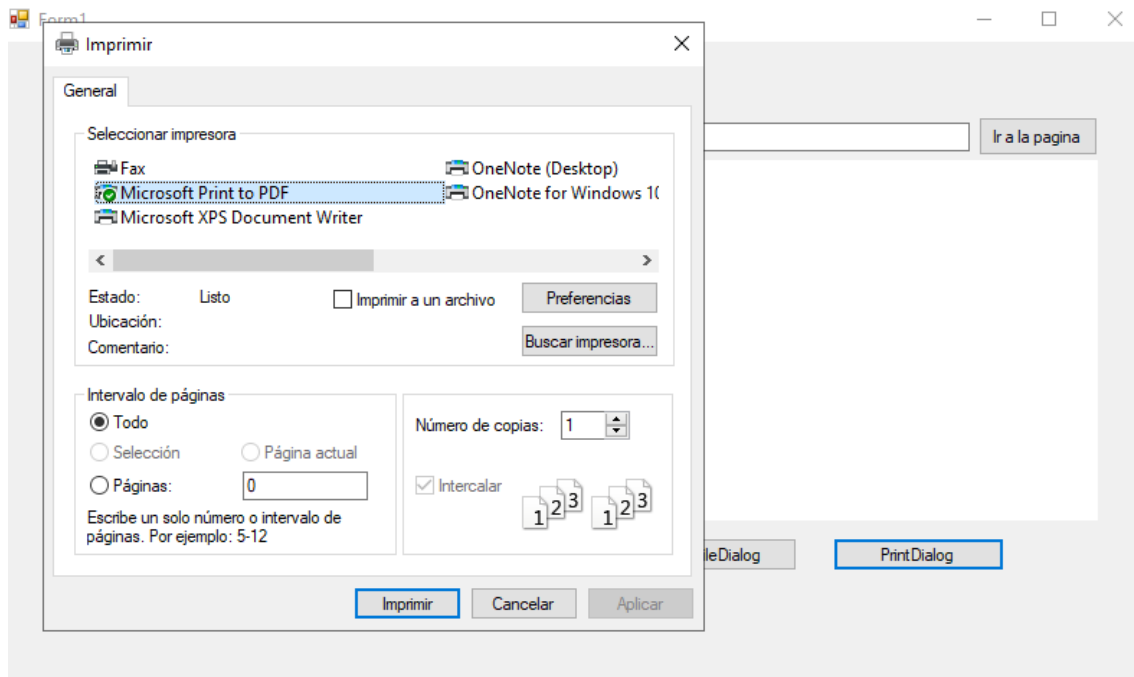 Form1
Imprimir
General
Seleccionar impresora
Fax
OneNote (Desktop)
Microsoft Print to PDF
OneNote for Windows 10
Microsoft XPS Document Writer
Estado: Listo
Imprimir a un archivo
Preferencias
Ubicación:
Comentario:
Buscar impresora...
Intervalo de páginas
Todo
Selección
Página actual
Páginas: 0
Escribe un solo número o intervalo de
páginas. Por ejemplo: 5-12
Número de copias: 1
Intercalar
1 2 3 1 2 3
Imprimir
Cancelar
Aplicar
Ir a la pagina
ileDialog
PrintDialog